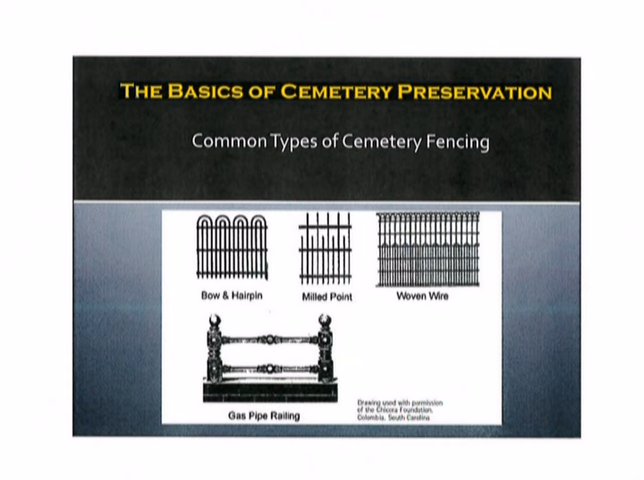 THE BASICS OF CEMETERY PRESERVATION
Common Types of Cemetery Fencing
Bow & Hairpin
Milled Point
Woven Wire
Gas Pipe Railing
Drawing used with permission
of the Chicora Foundation,
Columbia, South Carolina